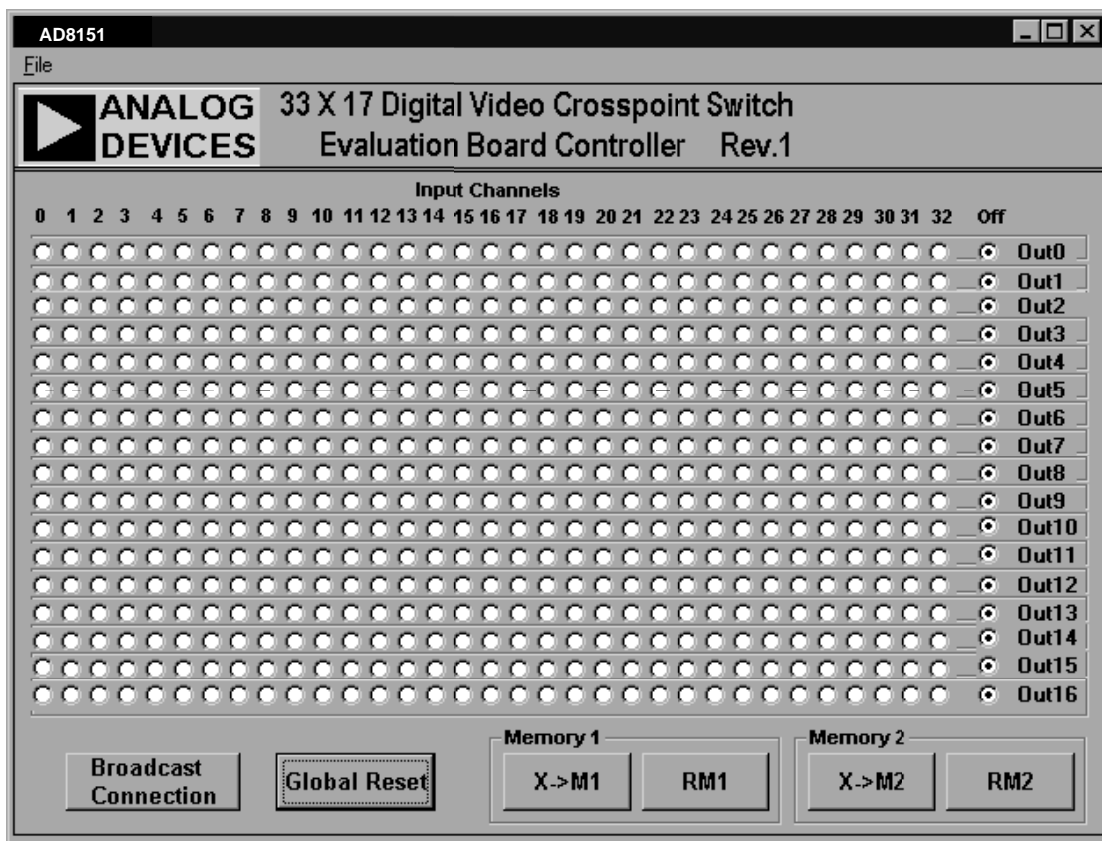 AD8151
File
ANALOG DEVICES
33 X 17 Digital Video Crosspoint Switch
Evaluation Board Controller Rev.1
Input Channels
0 1 2 3 4 5 6 7 8 9 10 11 12 13 14 15 16 17 18 19 20 21 22 23 24 25 26 27 28 29 30 31 32 Off
Out0
Out1
Out2
Out3
Out4
Out5
Out6
Out7
Out8
Out9
Out10
Out11
Out12
Out13
Out14
Out15
Out16
Memory 1
Memory 2
Broadcast Connection
Global Reset
X->M1
RM1
X->M2
RM2